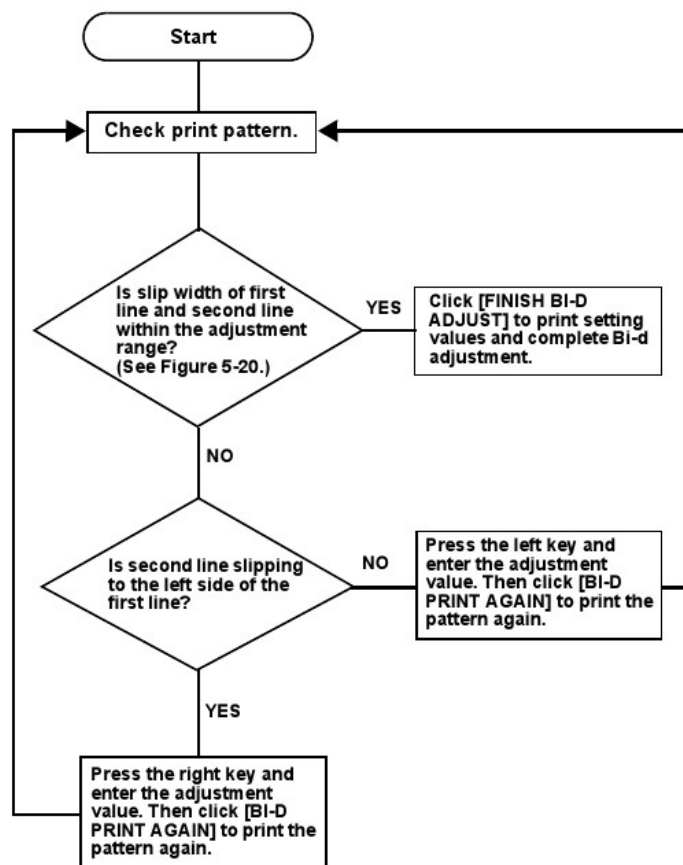 Start
Check print pattern.
Is slip width of first
line and second line
within the adjustment
range?
(See Figure 5-20.)
YES
Click [FINISH BI-D
ADJUST] to print setting
values and complete Bi-d
adjustment.
NO
Is second line slipping
to the left side of the
first line?
NO
Press the left key and
enter the adjustment
value. Then click [BI-D
PRINT AGAIN] to print the
pattern again.
YES
Press the right key and
enter the adjustment
value. Then click [BI-D
PRINT AGAIN] to print the
pattern again.